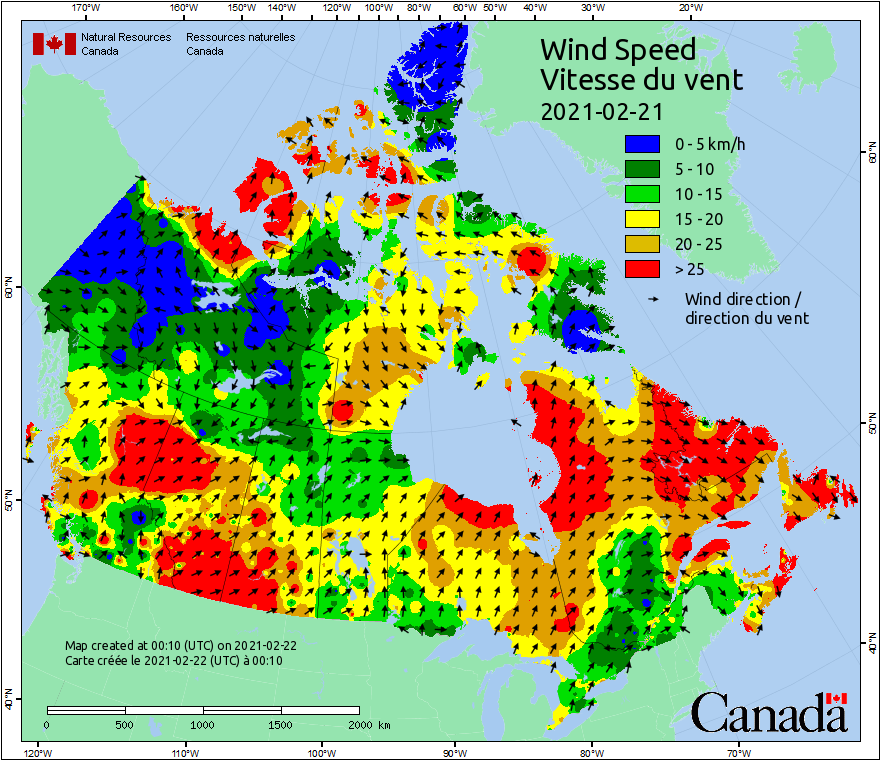 170°W 160°W 150°W 140°W 130°W 120°W 110°W 100°W 90°W 80°W 70°W 60°W 50°W 40°W 30°W 20°W
Natural Resources Canada
Ressources naturelles Canada
Wind Speed
Vitesse du vent
2021-02-21
0 - 5 km/h
5 - 10
10 - 15
15 - 20
20 - 25
> 25
Wind direction /
direction du vent
60°N
60°N
50°N
50°N
40°N
40°N
Map created at 00:10 (UTC) on 2021-02-22
Carte créée le 2021-02-22 (UTC) à 00:10
0 500 1000 1500 2000 km
Canada
120°W 110°W 100°W 90°W 80°W 70°W